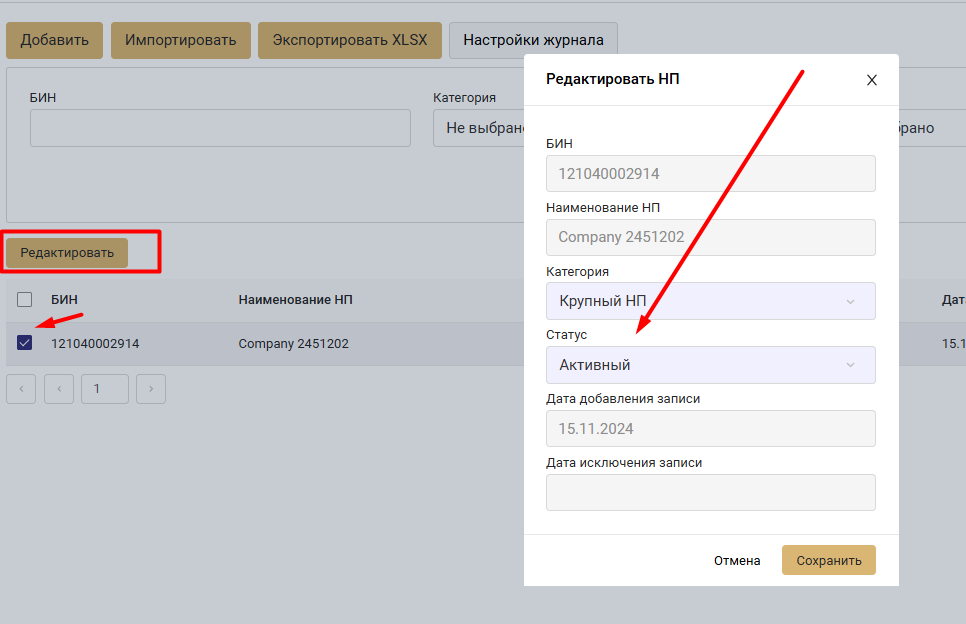 Добавить Импортировать Экспортировать XLSX Настройки журнала
БИН Категория
Не выбрано
брано
Редактировать
БИН Наименование НП Дат
121040002914 Company 2451202 15.1
1
Редактировать НП
БИН
121040002914
Наименование НП
Company 2451202
Категория
Крупный НП
Статус
Активный
Дата добавления записи
15.11.2024
Дата исключения записи
Отмена Сохранить